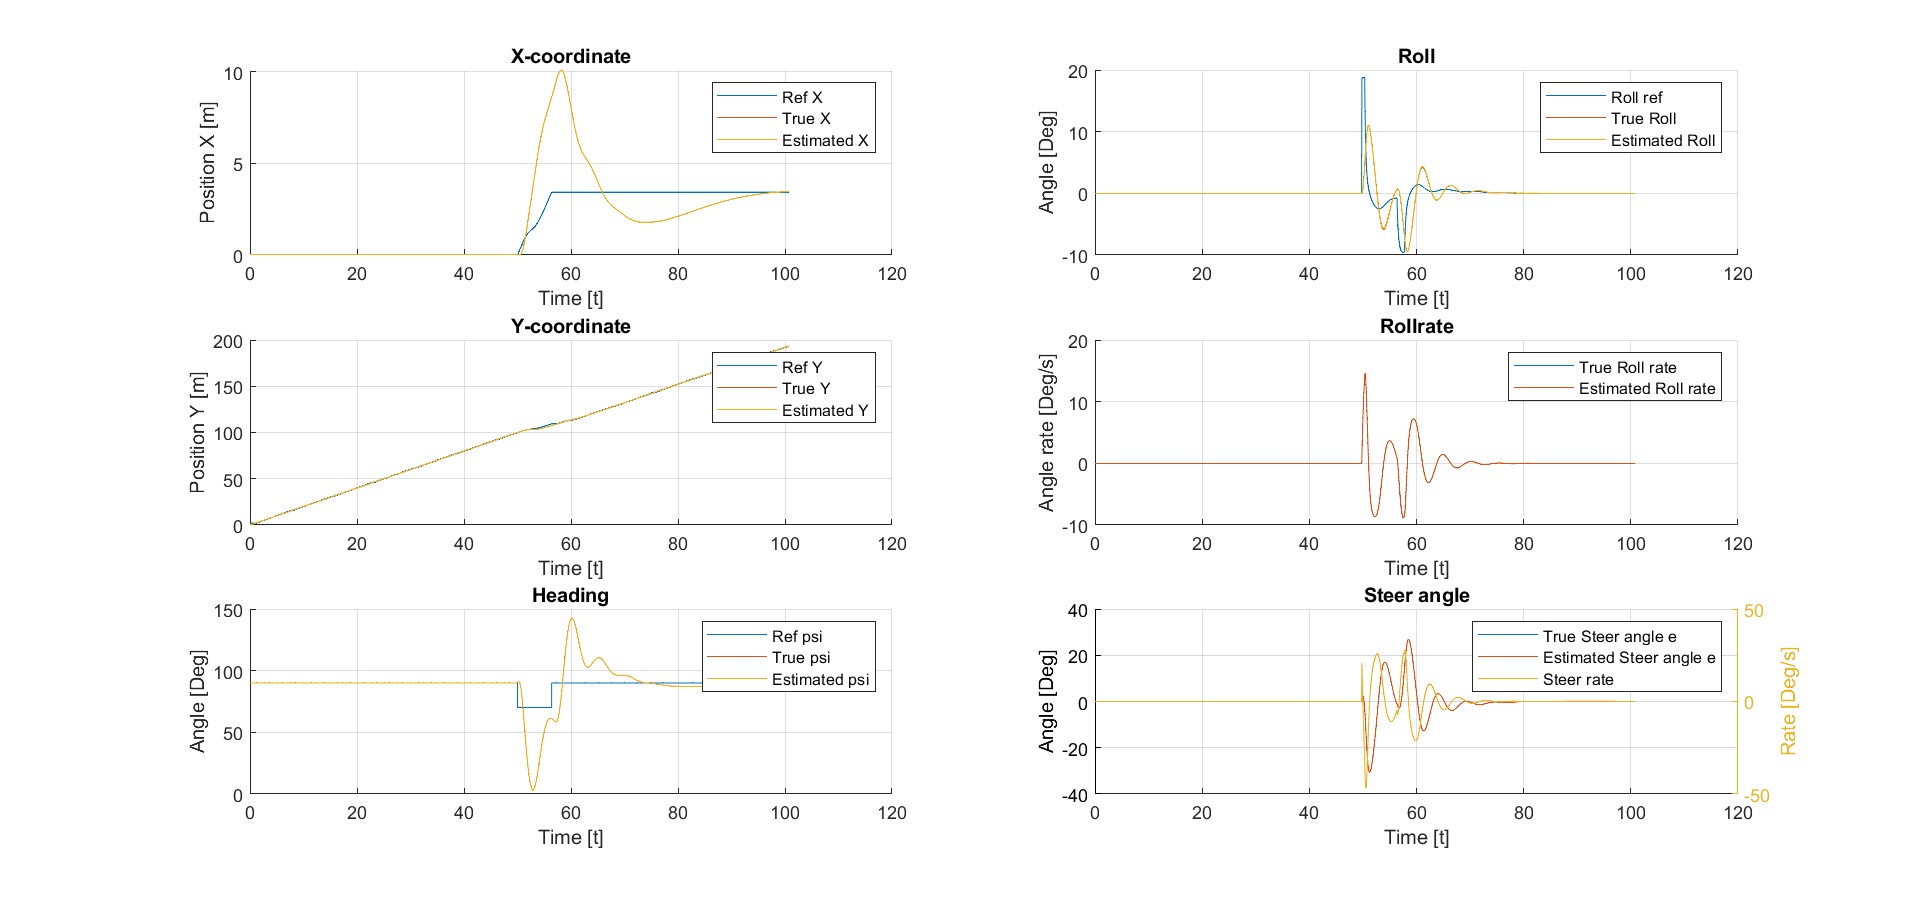 X-coordinate
10
5
0
Position X [m]
Ref X
True X
Estimated X
0 20 40 60 80 100 120
Time [t]
Roll
20
10
0
-10
Angle [Deg]
Roll ref
True Roll
Estimated Roll
0 20 40 60 80 100 120
Time [t]
Y-coordinate
200
150
100
50
0
Position Y [m]
Ref Y
True Y
Estimated Y
0 20 40 60 80 100 120
Time [t]
Rollrate
20
10
0
-10
Angle rate [Deg/s]
True Roll rate
Estimated Roll rate
0 20 40 60 80 100 120
Time [t]
Heading
150
100
50
0
Angle [Deg]
Ref psi
True psi
Estimated psi
0 20 40 60 80 100 120
Time [t]
Steer angle
40
20
0
-20
-40
Angle [Deg]
True Steer angle e
Estimated Steer angle e
Steer rate
50
0
-50
Rate [Deg/s]
0 20 40 60 80 100 120
Time [t]